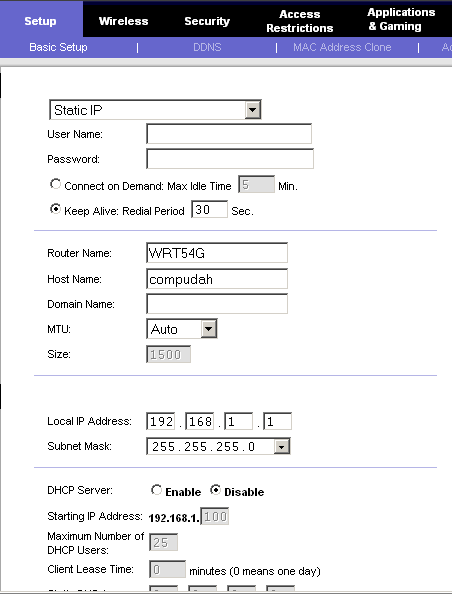 Setup Wireless Security Access Restrictions Applications & Gaming
Basic Setup | DDNS | MAC Address Clone |
Static IP
User Name:
Password:
Connect on Demand: Max Idle Time 5 Min.
Keep Alive: Redial Period 30 Sec.
Router Name: WRT54G
Host Name: compudah
Domain Name:
MTU: Auto
Size: 1500
Local IP Address: 192 . 168 . 1 . 1
Subnet Mask: 255.255.255.0
DHCP Server: Enable Disable
Starting IP Address: 192.168.1. 100
Maximum Number of
DHCP Users: 25
Client Lease Time: 0 minutes (0 means one day)